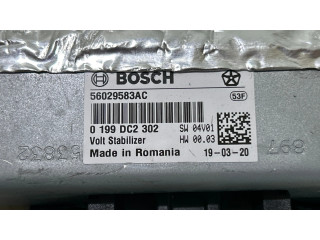 BOSCH
56029583AC
53F
0 199 DC2 302 SW 04V01
Volt Stabilizer HW 00.03
Made in Romania 19-03-20
897